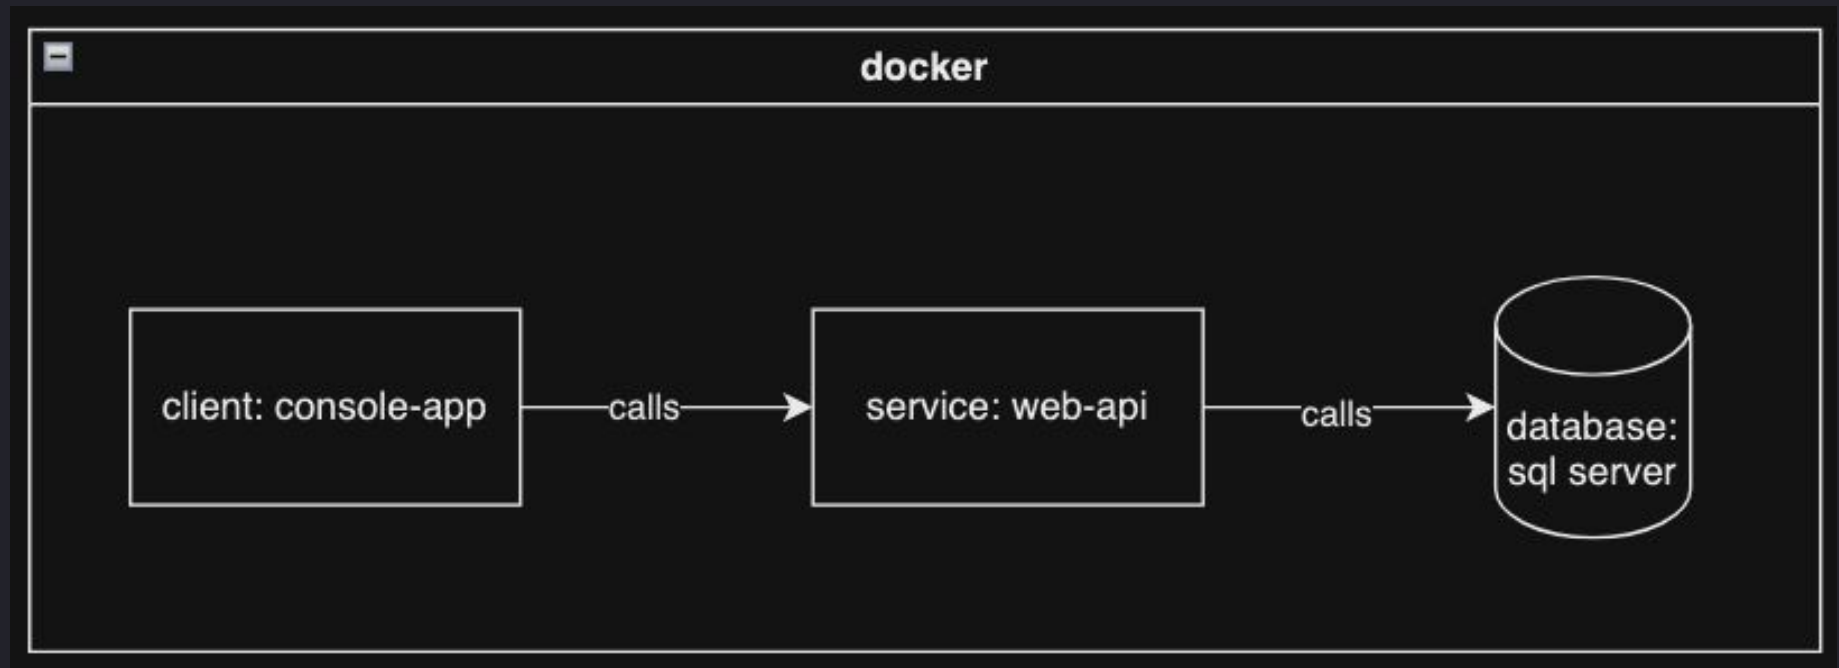 docker
client: console-app
calls
service: web-api
calls
database:
sql server